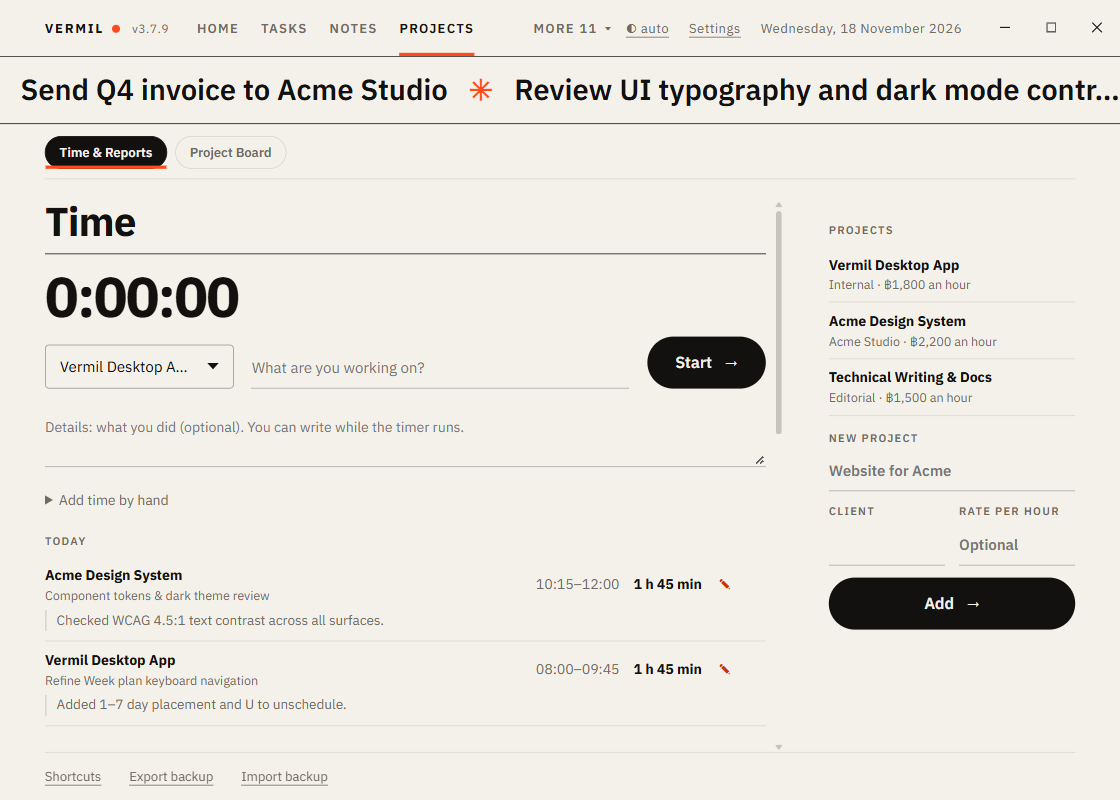 VERMIL v3.7.9 HOME TASKS NOTES PROJECTS MORE 11 auto Settings Wednesday, 18 November 2026
Send Q4 invoice to Acme Studio ✳ Review UI typography and dark mode contr...
Time & Reports Project Board
Time
0:00:00
Vermil Desktop A... What are you working on? Start →
Details: what you did (optional). You can write while the timer runs.
Add time by hand
TODAY
Acme Design System
Component tokens & dark theme review
10:15–12:00 1 h 45 min
Checked WCAG 4.5:1 text contrast across all surfaces.
Vermil Desktop App
Refine Week plan keyboard navigation
08:00–09:45 1 h 45 min
Added 1–7 day placement and U to unschedule.
PROJECTS
Vermil Desktop App
Internal · ฿1,800 an hour
Acme Design System
Acme Studio · ฿2,200 an hour
Technical Writing & Docs
Editorial · ฿1,500 an hour
NEW PROJECT
Website for Acme
CLIENT RATE PER HOUR
Optional
Add →
Shortcuts Export backup Import backup